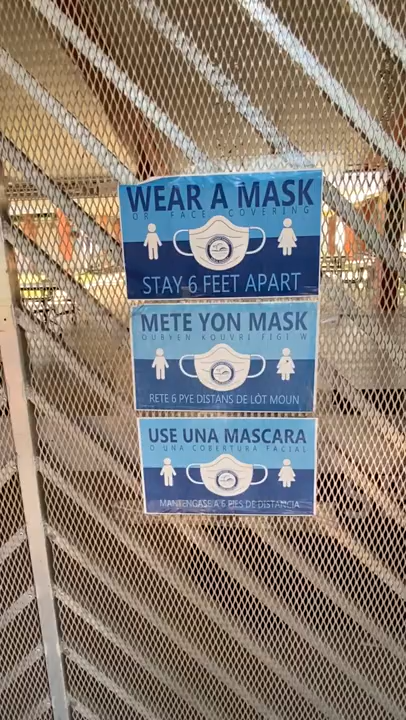 WEAR A MASK
OR FACE COVERING
STAY 6 FEET APART
METE YON MASK
OUBYEN KOUVRI FIGI W
RETE 6 PYE DISTANS DE LÒT MOUN
USE UNA MASCARA
O UNA COBERTURA FACIAL
MANTENGASE A 6 PIES DE DISTANCIA